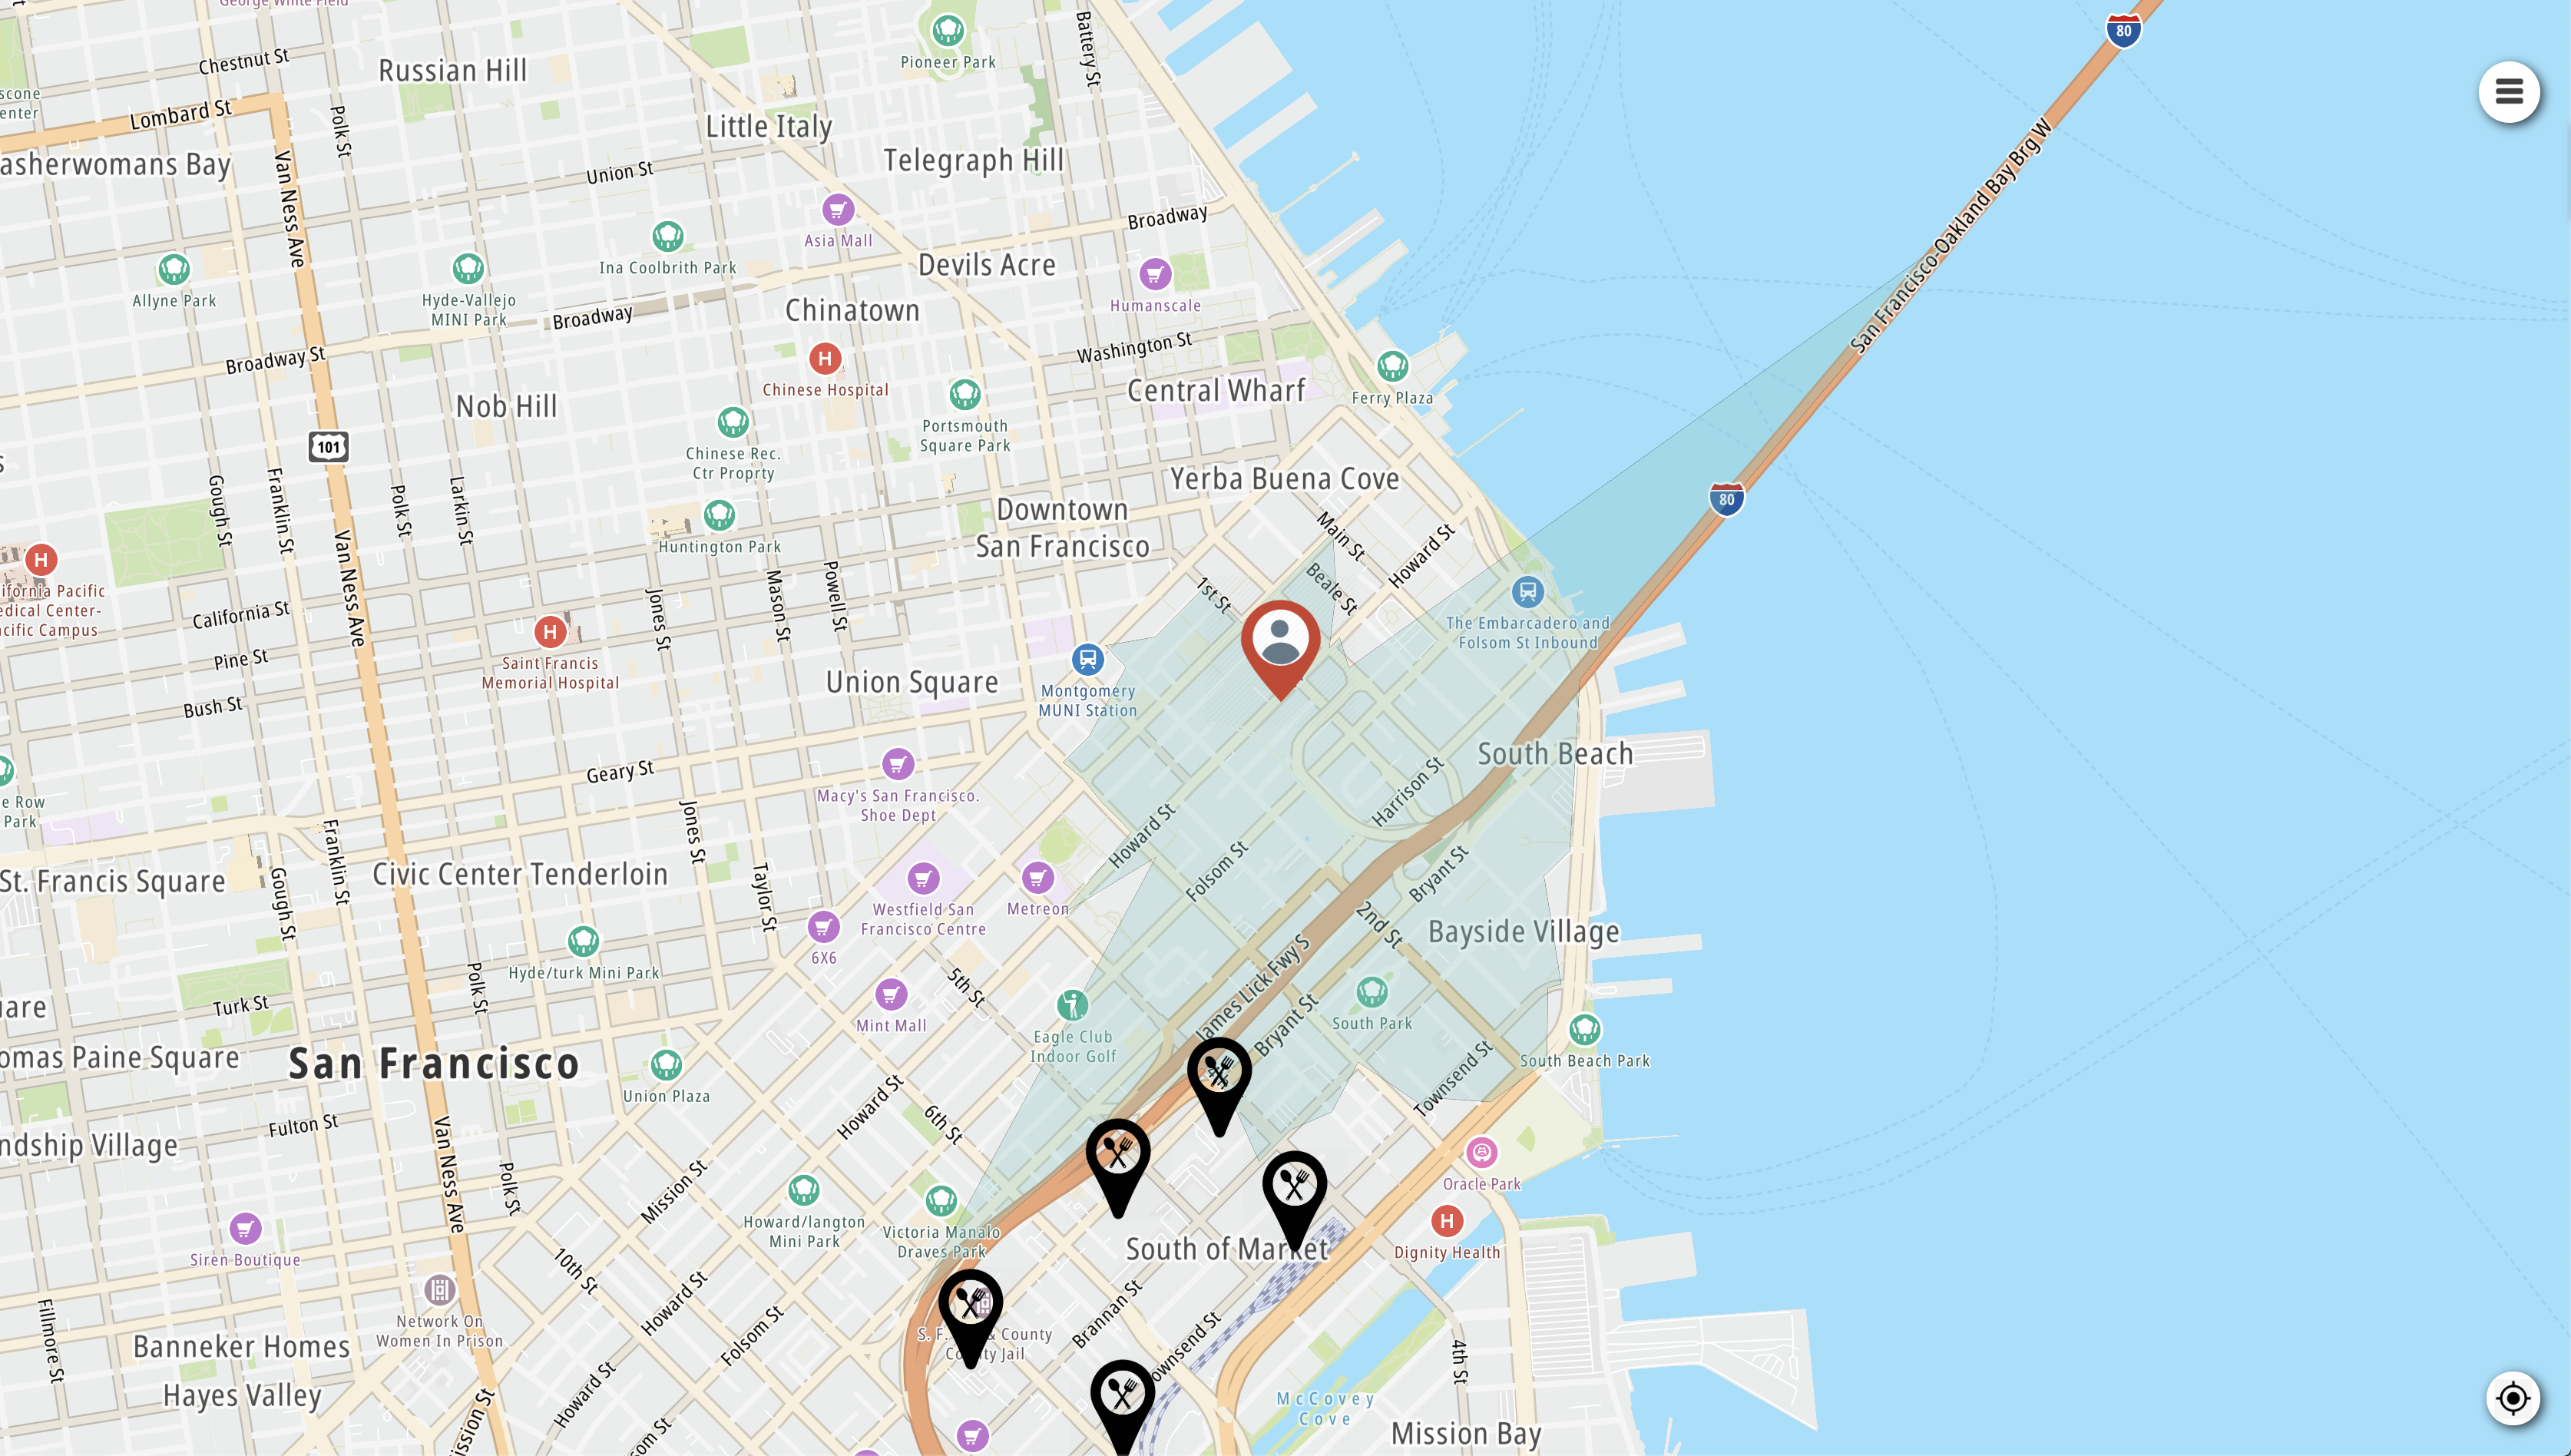 George White Field
Chestnut St
Russian Hill
Pioneer Park
Battery St
80
scone
enter
Lombard St
Polk St
Little Italy
Telegraph Hill
asherwomans Bay
Van Ness Ave
Union St
Asia Mall
Broadway
San Francisco-Oakland Bay Brg W
Allyne Park
Hyde-Vallejo
MINI Park
Ina Coolbrith Park
Devils Acre
Humanscale
Chinatown
Broadway
Broadway St
H
Chinese Hospital
Washington St
Central Wharf
Ferry Plaza
Nob Hill
101
Chinese Rec.
Ctr Proprty
Portsmouth
Square Park
s
Gough St
Franklin St
Van Ness Ave
Polk St
Larkin St
Huntington Park
Downtown
San Francisco
Yerba Buena Cove
Main St
Howard St
80
H
ifornia Pacific
edical Center-
acific Campus
California St
Pine St
Bush St
H
Saint Francis
Memorial Hospital
Jones St
Mason St
Powell St
1st St
Beale St
The Embarcadero and
Folsom St Inbound
Union Square
Montgomery
MUNI Station
South Beach
e Row
Park
Geary St
Macy's San Francisco.
Shoe Dept
Howard St
Harrison St
Franklin St
Jones St
St. Francis Square
Gough St
Civic Center Tenderloin
Taylor St
Westfield San
Francisco Centre
Metreon
Folsom St
Bryant St
2nd St
Bayside Village
6X6
Hyde/turk Mini Park
Polk St
5th St
Mint Mall
Eagle Club
Indoor Golf
James Lick Fwy S
Bryant St
South Park
uare
Turk St
omas Paine Square
San Francisco
Union Plaza
Howard St
6th St
Townsend St
South Beach Park
ndship Village
Fulton St
Van Ness Ave
Polk St
Mission St
Howard/langton
Mini Park
Victoria Manalo
Draves Park
South of Market
Oracle Park
H
Dignity Health
Siren Boutique
10th St
Howard St
Folsom St
Network On
Women In Prison
Fillmore St
S. F. & County
County Jail
Brannan St
Townsend St
4th St
Banneker Homes
Hayes Valley
Mission St
Howard St
som St
McCovey
Cove
Mission Bay